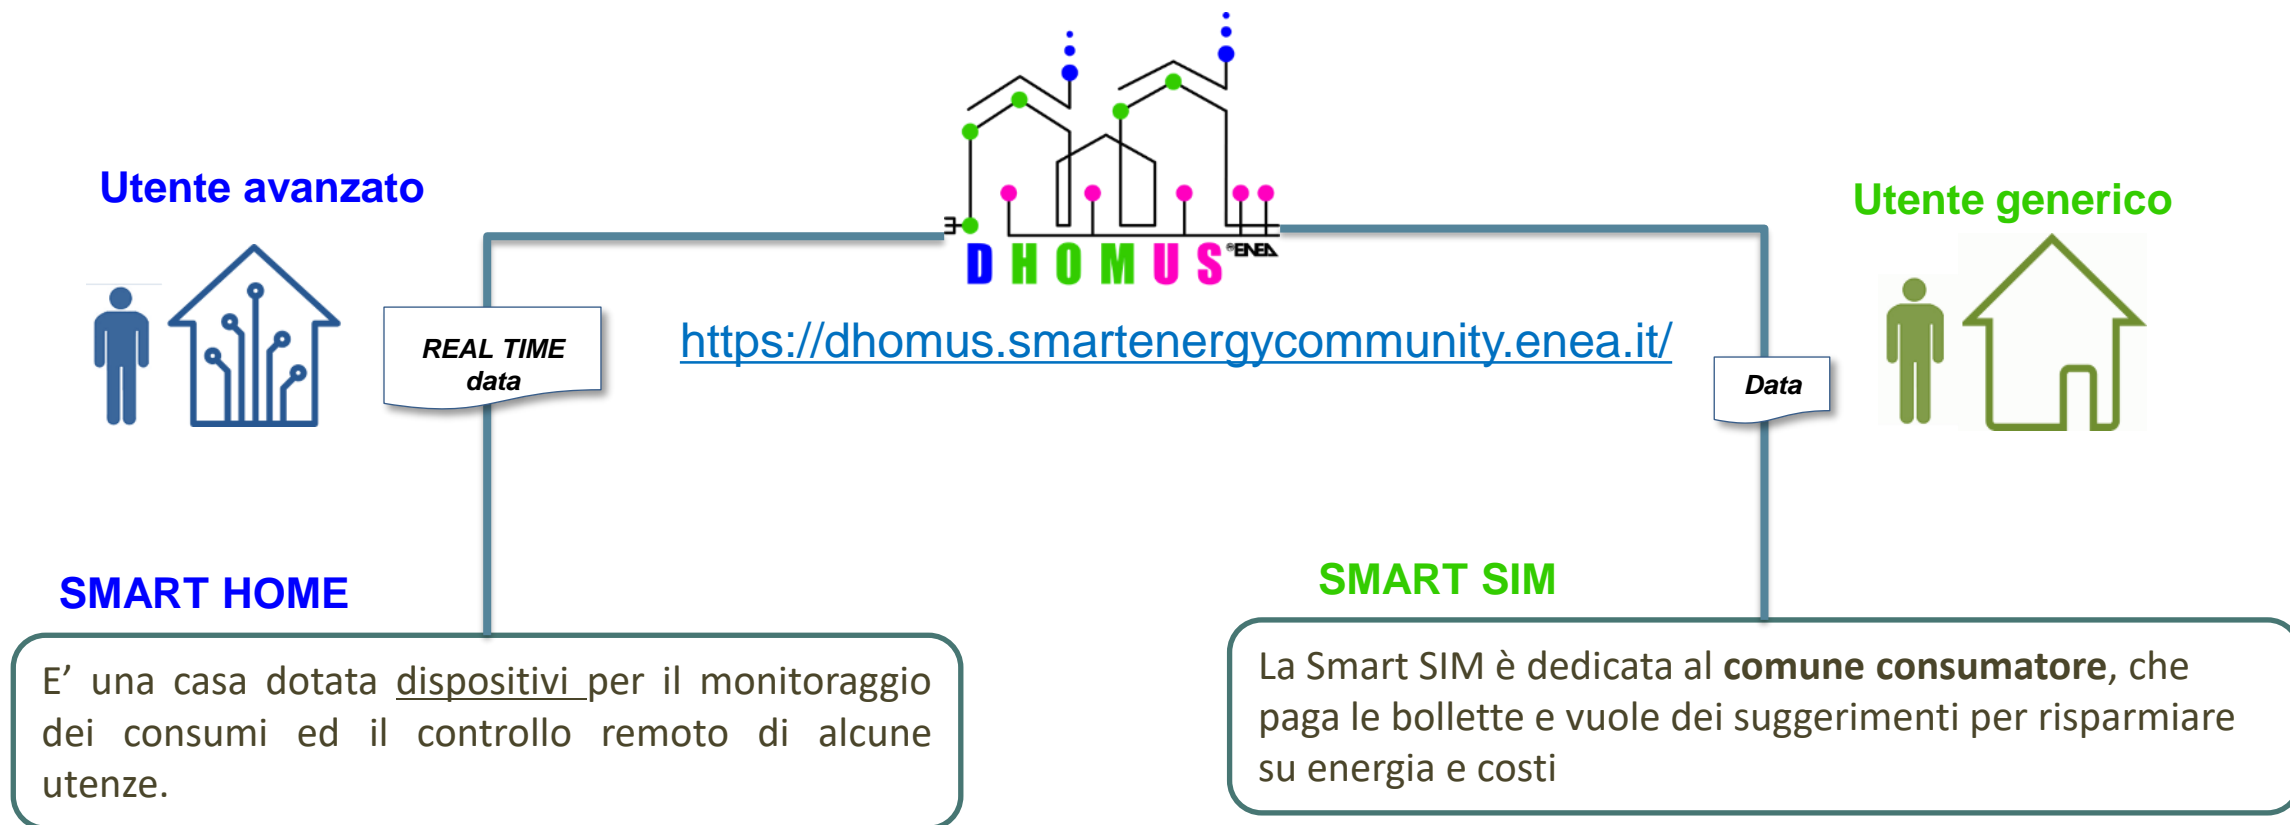 Utente avanzato
Utente generico
DHOMUS ®ENEA
REAL TIME
data
https://dhomus.smartenergycommunity.enea.it/
Data
SMART HOME
SMART SIM
E’ una casa dotata dispositivi per il monitoraggio
dei consumi ed il controllo remoto di alcune
utenze.
La Smart SIM è dedicata al comune consumatore, che
paga le bollette e vuole dei suggerimenti per risparmiare
su energia e costi